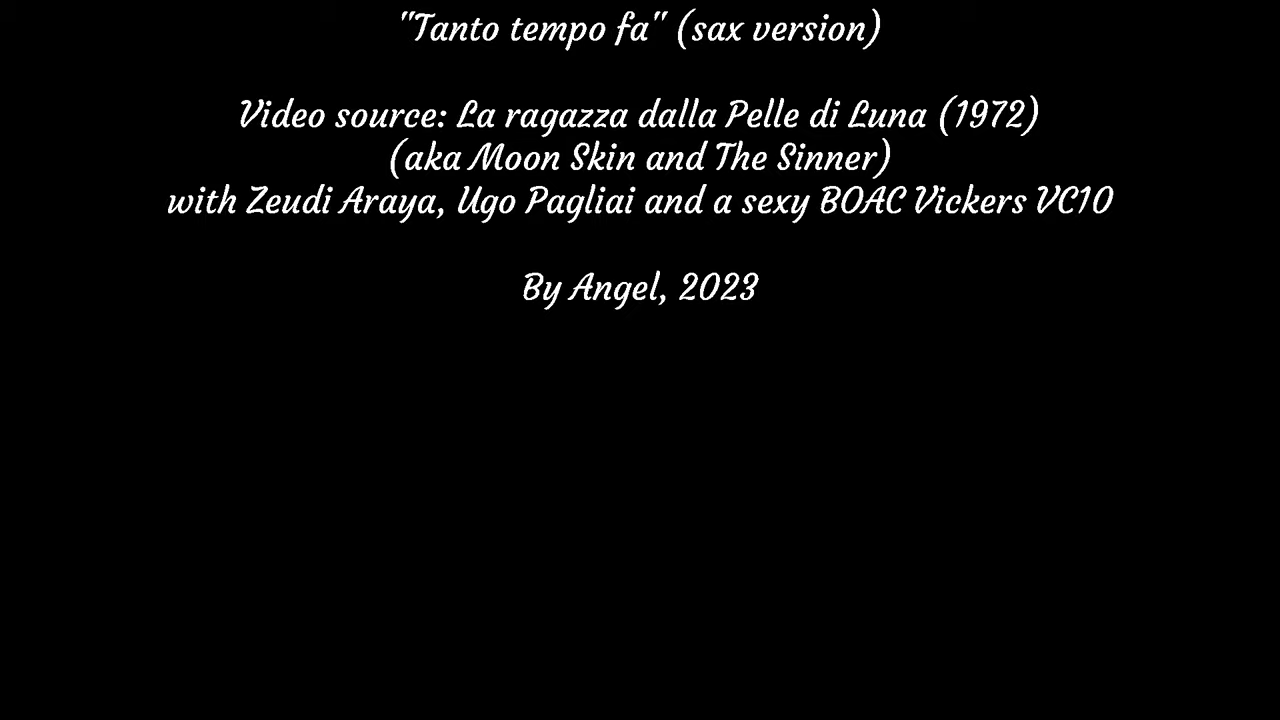 "Tanto tempo fa" (sax version)
Video source: La ragazza dalla Pelle di Luna (1972)
(aka Moon Skin and The Sinner)
with Zeudi Araya, Ugo Pagliai and a sexy BOAC Vickers VC10
By Angel, 2023